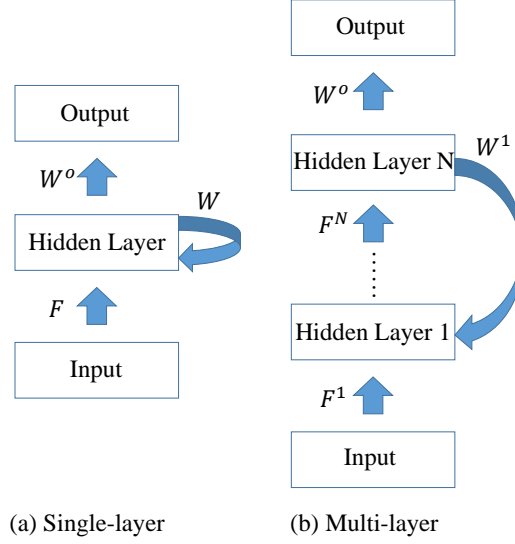 Output
W^o
Hidden Layer
W
F
Input
(a) Single-layer
Output
W^o
Hidden Layer N
W^1
F^N
Hidden Layer 1
F^1
Input
(b) Multi-layer